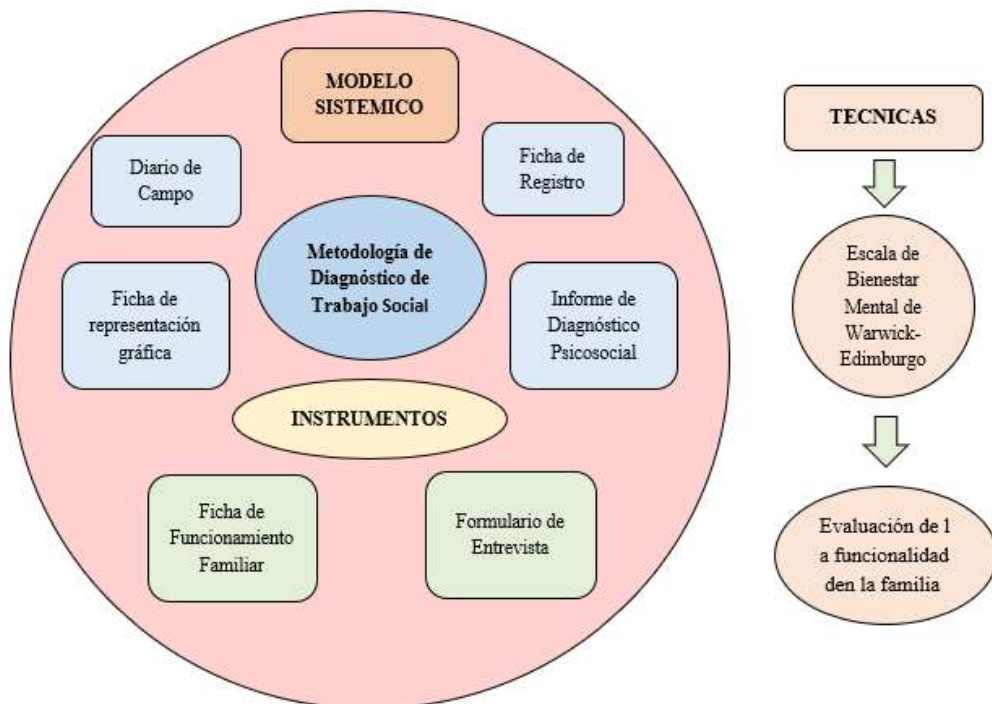 MODELO
SISTEMICO
Diario de
Campo
Ficha de
Registro
Metodología de
Diagnóstico de
Trabajo Social
Ficha de
representación
gráfica
Informe de
Diagnóstico
Psicosocial
INSTRUMENTOS
Ficha de
Funcionamiento
Familiar
Formulario de
Entrevista
TECNICAS
Escala de
Bienestar
Mental de
Warwick-
Edimburgo
Evaluación de l
a funcionalidad
den la familia